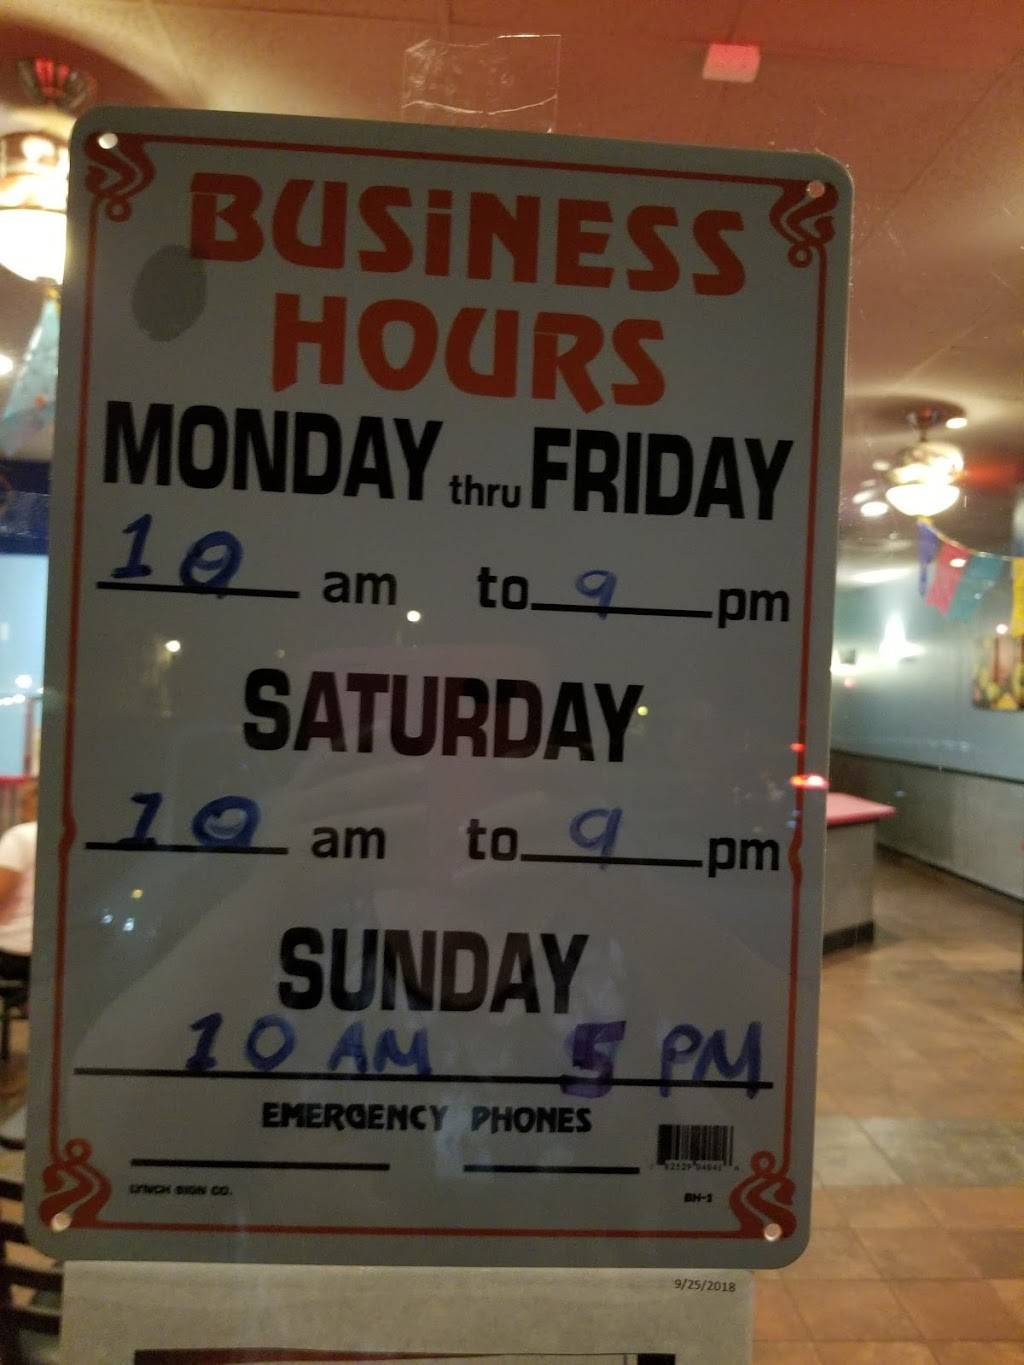 BUSiNESS
HOURS
MONDAY thru FRIDAY
10 am to 9 pm
SATURDAY
10 am to 9 pm
SUNDAY
10 AM 5 PM
EMERGENCY PHONES
LYNCH SIGN CO. BH-1
9/25/2018